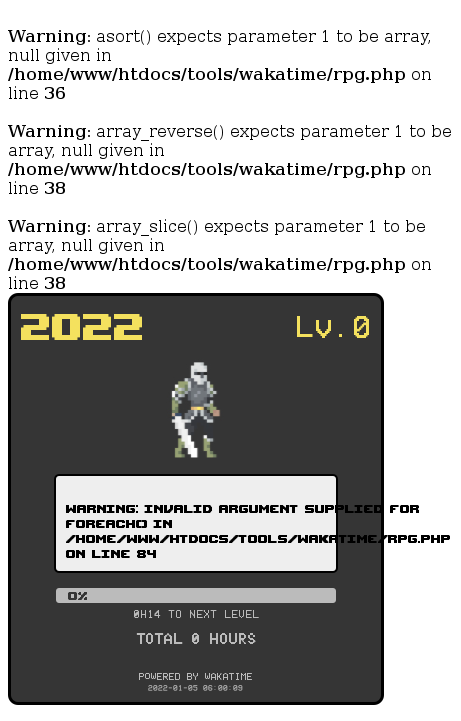 Warning: asort() expects parameter 1 to be array,
null given in
/home/www/htdocs/tools/wakatime/rpg.php on
line 36
Warning: array_reverse() expects parameter 1 to be
array, null given in
/home/www/htdocs/tools/wakatime/rpg.php on
line 38
Warning: array_slice() expects parameter 1 to be
array, null given in
/home/www/htdocs/tools/wakatime/rpg.php on
line 38
2022 Lv.0
WARNING: INVALID ARGUMENT SUPPLIED FOR
FOREACH() IN
/HOME/WWW/HTDOCS/TOOLS/WAKATIME/RPG.PHP
ON LINE 84
0%
0H14 TO NEXT LEVEL
TOTAL 0 HOURS
POWERED BY WAKATIME
2022-01-05 06:00:09